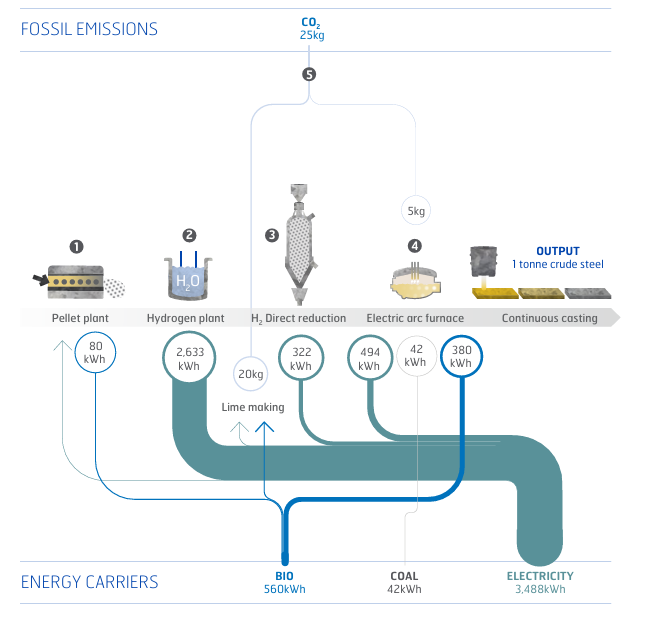 FOSSIL EMISSIONS
CO₂
25kg
5
5kg
1
2
3
4
H₂O
OUTPUT
1 tonne crude steel
Pellet plant
Hydrogen plant
H₂ Direct reduction
Electric arc furnace
Continuous casting
80
kWh
2,633
kWh
20kg
322
kWh
494
kWh
42
kWh
380
kWh
Lime making
ENERGY CARRIERS
BIO
560kWh
COAL
42kWh
ELECTRICITY
3,488kWh